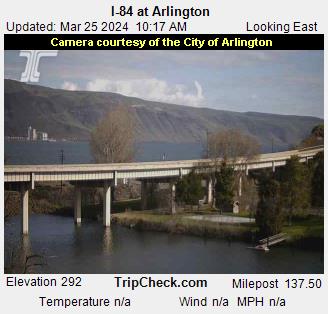 I-84 at Arlington
Updated: Mar 25 2024 10:17 AM Looking East
Camera courtesy of the City of Arlington
Elevation 292 TripCheck.com Milepost 137.50
Temperature n/a Wind n/a MPH n/a